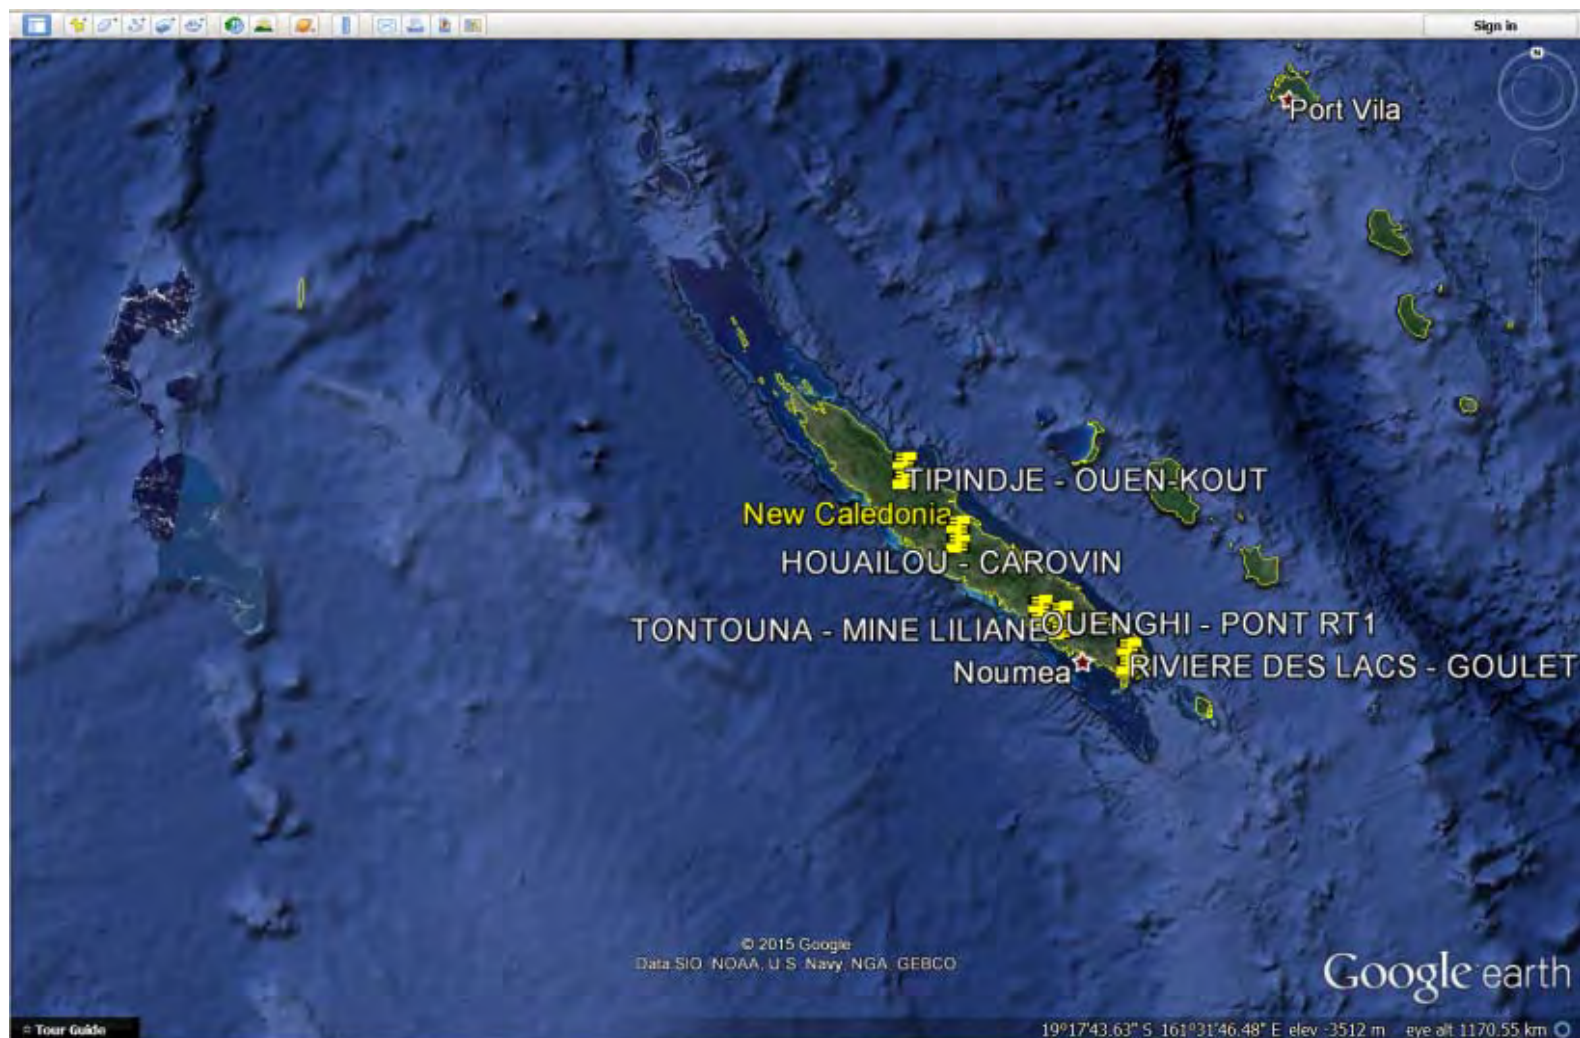 Sign in
N
Port Vila
TIPINDJE - OUEN-KOUT
New Caledonia
HOUAILOU - CAROVIN
TONTOUNA - MINE LILIANE
OUENGHI - PONT RT1
Noumea
RIVIERE DES LACS - GOULET
© 2015 Google
Data SIO, NOAA, U.S. Navy, NGA, GEBCO
Google earth
Tour Guide
19°17'43.63" S 161°31'46.48" E elev -3512 m eye alt 1170.55 km